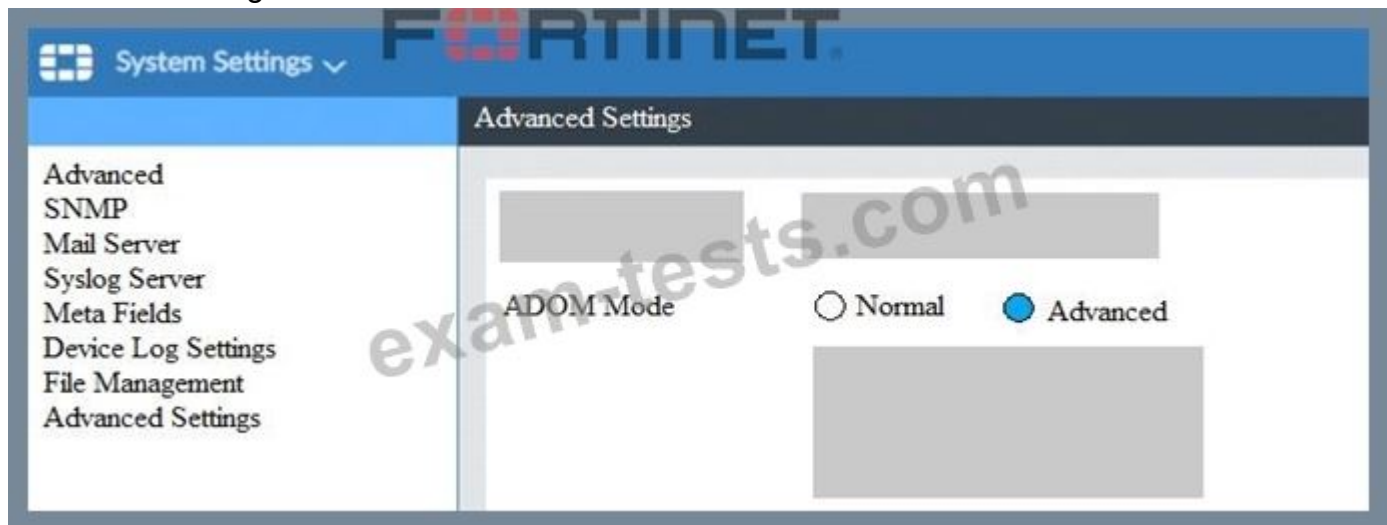 FORTINET
System Settings
Advanced Settings
Advanced
SNMP
Mail Server
Syslog Server
Meta Fields
Device Log Settings
File Management
Advanced Settings
ADOM Mode Normal Advanced
exam-tests.com